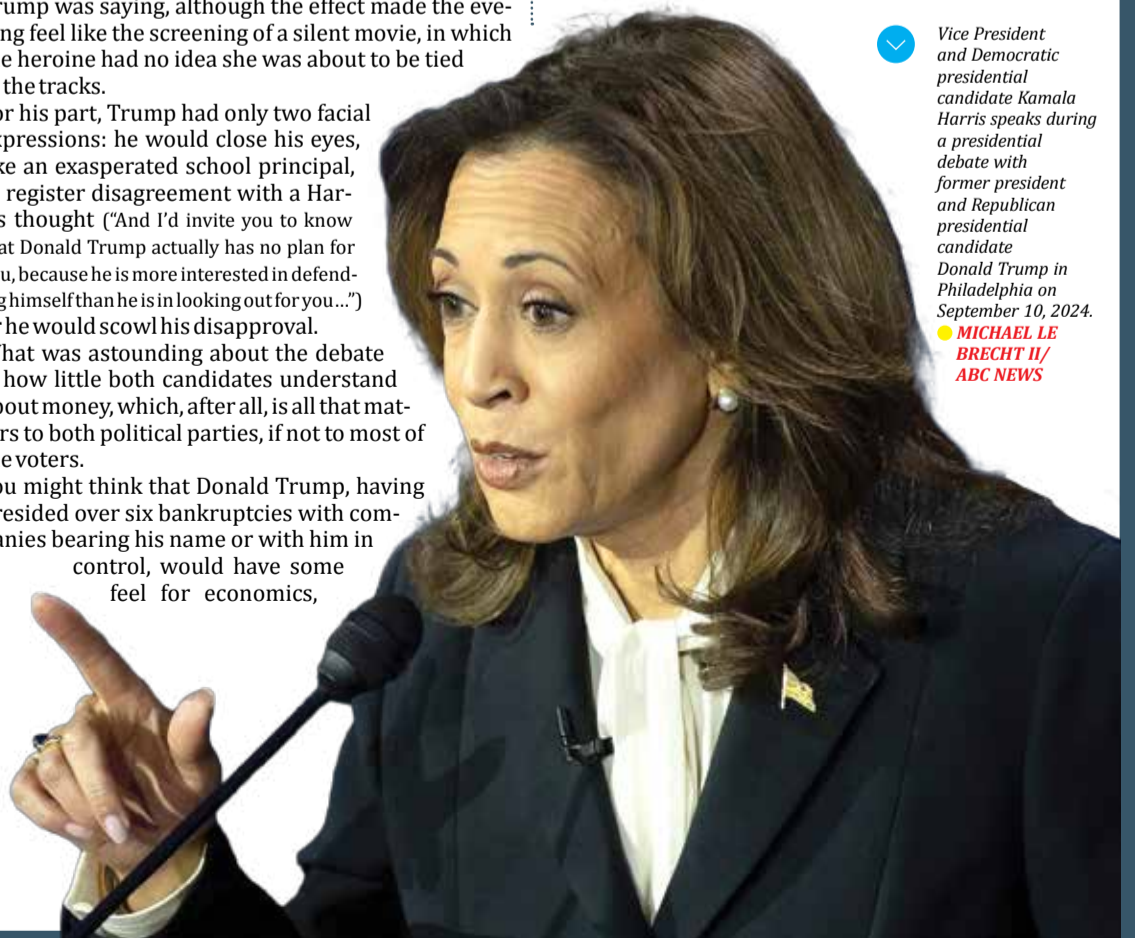 rump was saying, although the effect made the eve-
ng feel like the screening of a silent movie, in which
e heroine had no idea she was about to be tied
the tracks.
or his part, Trump had only two facial
xpressions: he would close his eyes,
ke an exasperated school principal,
register disagreement with a Har-
s thought (“And I’d invite you to know
at Donald Trump actually has no plan for
u, because he is more interested in defend-
g himself than he is in looking out for you…”)
r he would scowl his disapproval.
hat was astounding about the debate
how little both candidates understand
bout money, which, after all, is all that mat-
rs to both political parties, if not to most of
e voters.
ou might think that Donald Trump, having
resided over six bankruptcies with com-
anies bearing his name or with him in
control, would have some
feel for economics,
Vice President
and Democratic
presidential
candidate Kamala
Harris speaks during
a presidential
debate with
former president
and Republican
presidential
candidate
Donald Trump in
Philadelphia on
September 10, 2024.
MICHAEL LE
BRECHT II/
ABC NEWS